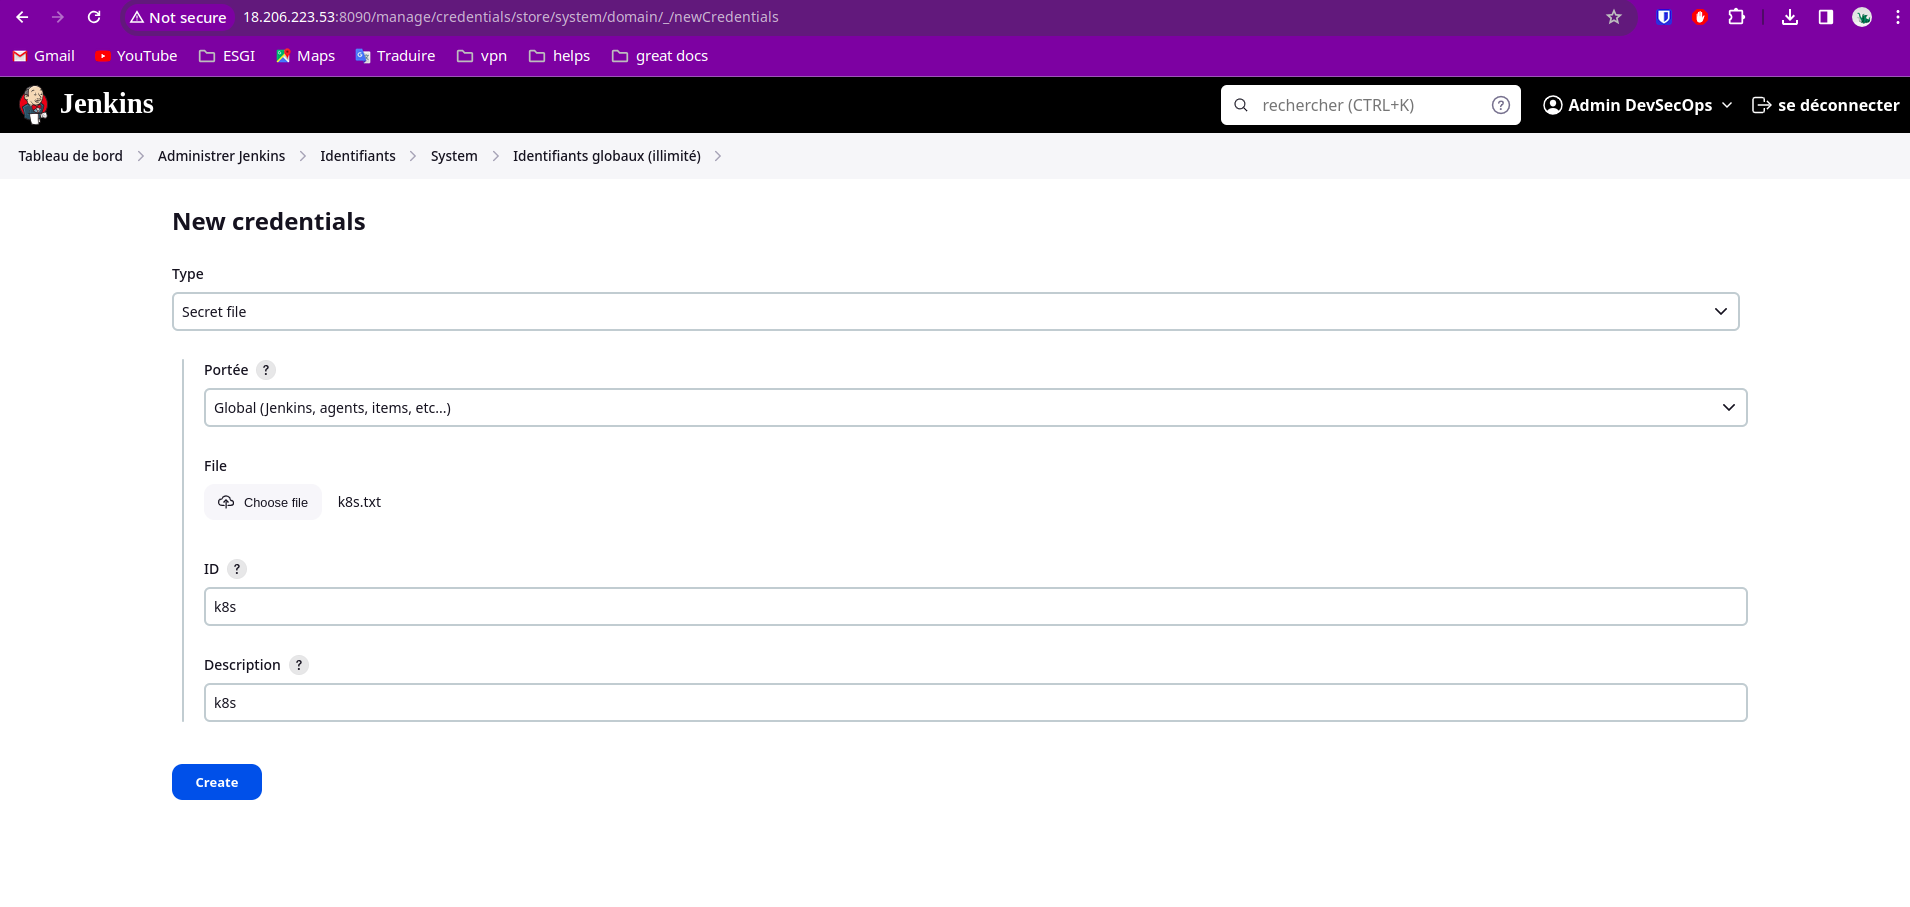 Not secure 18.206.223.53:8090/manage/credentials/store/system/domain/_/newCredentials
Gmail YouTube ESGI Maps Traduire vpn helps great docs
Jenkins rechercher (CTRL+K) ? Admin DevSecOps se déconnecter
Tableau de bord Administrer Jenkins Identifiants System Identifiants globaux (illimité)
New credentials
Type
Secret file
Portée ?
Global (Jenkins, agents, items, etc...)
File
Choose file k8s.txt
ID ?
k8s
Description ?
k8s
Create